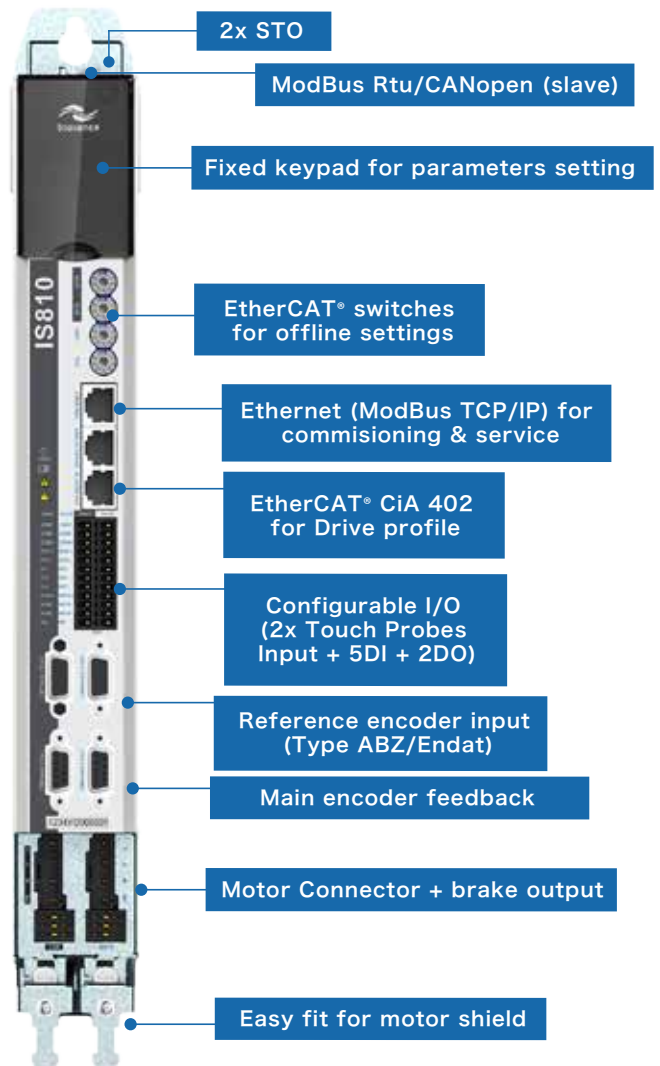 2x STO
ModBus Rtu/CANopen (slave)
Fixed keypad for parameters setting
IS810
EtherCAT® switches
for offline settings
Ethernet (ModBus TCP/IP) for
commisioning & service
EtherCAT® CiA 402
for Drive profile
Configurable I/O
(2x Touch Probes
Input + 5DI + 2DO)
Reference encoder input
(Type ABZ/Endat)
Main encoder feedback
Motor Connector + brake output
Easy fit for motor shield